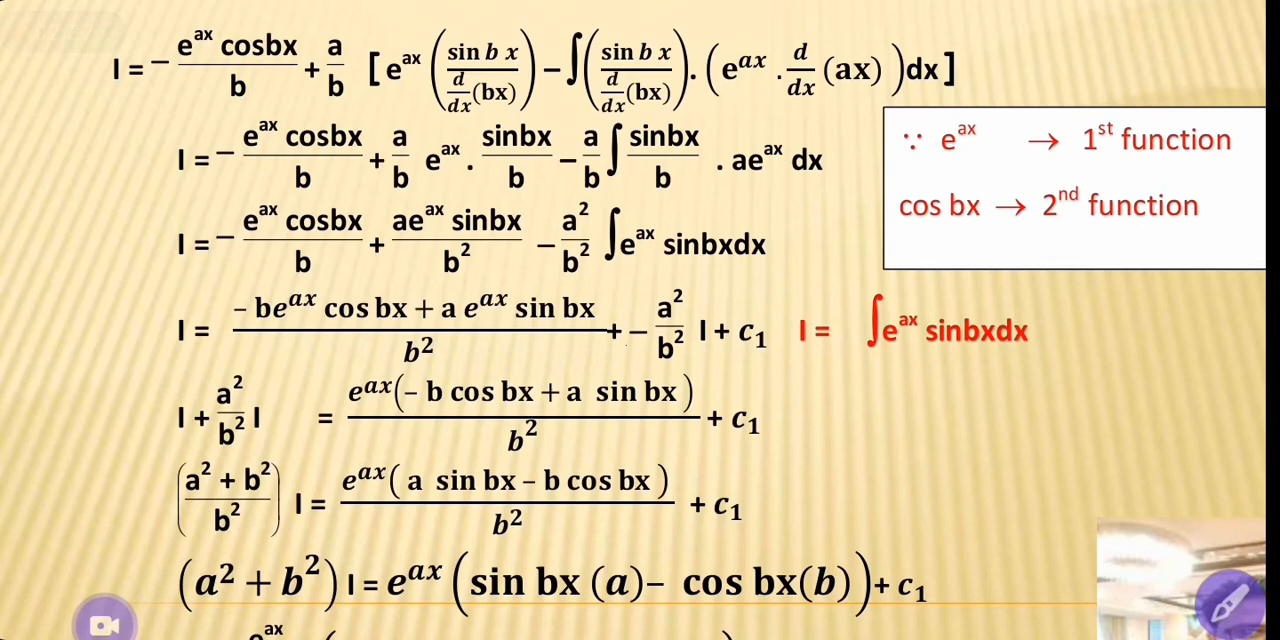 I = − e^ax cosbx / b + a/b [ e^ax ( sin b x / d/dx (bx) ) − ∫ ( sin b x / d/dx (bx) ) . ( e^ax . d/dx (ax) ) dx ]
I = − e^ax cosbx / b + a/b e^ax . sinbx / b − a/b ∫ sinbx / b . ae^ax dx
∵ e^ax → 1st function
cos bx → 2nd function
I = − e^ax cosbx / b + ae^ax sinbx / b² − a²/b² ∫ e^ax sinbxdx
I = – be^ax cos bx + a e^ax sin bx / b² + − a²/b² I + c₁ I = ∫ e^ax sinbxdx
I + a²/b² I = e^ax (– b cos bx + a sin bx ) / b² + c₁
( a² + b² / b² ) I = e^ax ( a sin bx – b cos bx ) / b² + c₁
(a² + b²) I = e^ax ( sin bx (a) – cos bx(b) ) + c₁
e^ax (